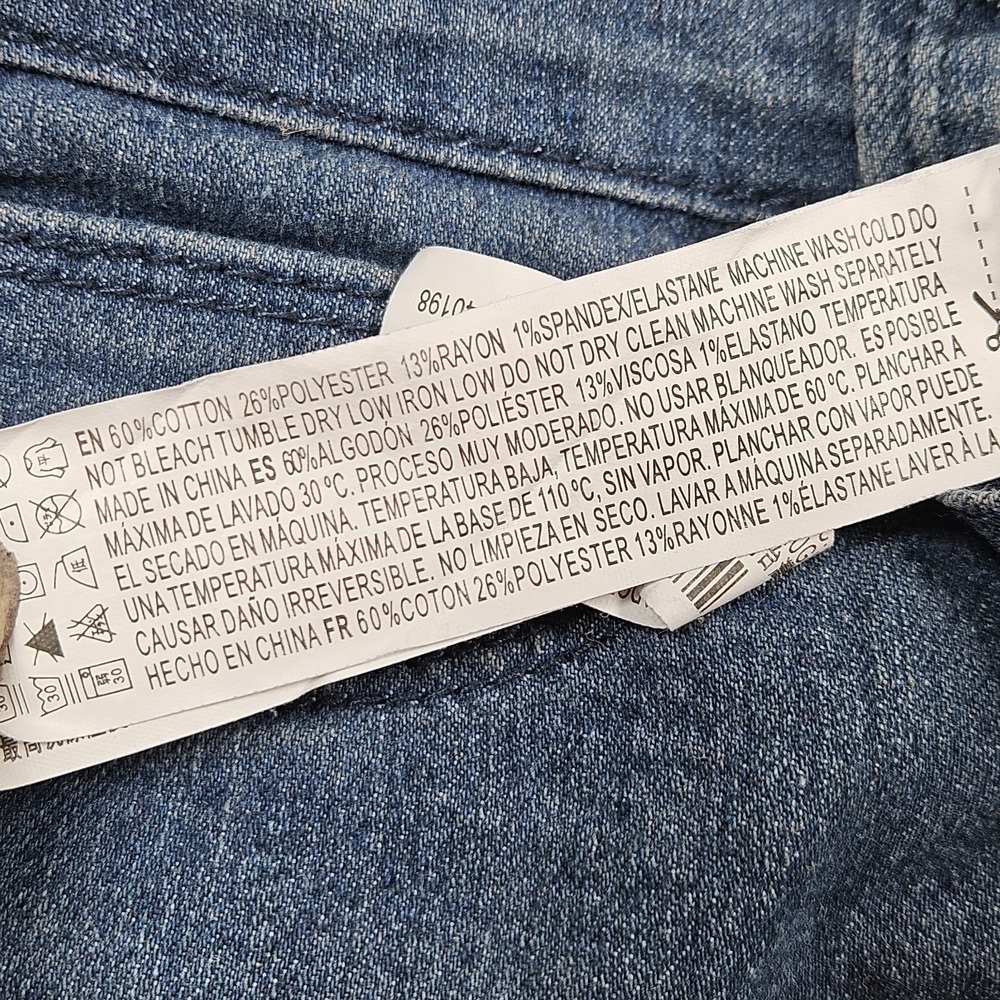 40198
EN 60%COTTON 26%POLYESTER 13%RAYON 1%SPANDEX/ELASTANE MACHINE WASH COLD DO
NOT BLEACH TUMBLE DRY LOW IRON LOW DO NOT DRY CLEAN MACHINE WASH SEPARATELY
MADE IN CHINA ES 60%ALGODÓN 26%POLIÉSTER 13%VISCOSA 1%ELASTANO TEMPERATURA
MÁXIMA DE LAVADO 30 °C. PROCESO MUY MODERADO. NO USAR BLANQUEADOR. ES POSIBLE
EL SECADO EN MÁQUINA. TEMPERATURA BAJA, TEMPERATURA MÁXIMA DE 60 °C. PLANCHAR A
UNA TEMPERATURA MÁXIMA DE LA BASE DE 110 °C, SIN VAPOR. PLANCHAR CON VAPOR PUEDE
CAUSAR DAÑO IRREVERSIBLE. NO LIMPIEZA EN SECO. LAVAR A MÁQUINA SEPARADAMENTE.
HECHO EN CHINA FR 60%COTON 26%POLYESTER 13%RAYONNE 1%ÉLASTANE LAVER À LA
30
30
30